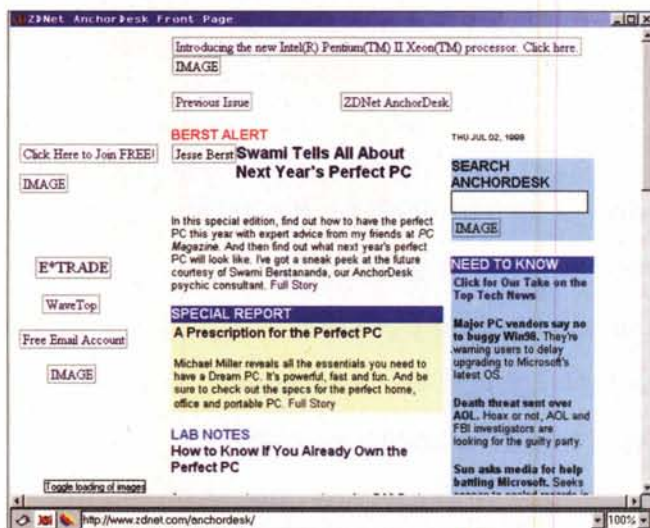 ZDNet AnchorDesk Front Page
Introducing the new Intel(R) Pentium(TM) II Xeon(TM) processor. Click here.
IMAGE
Previous Issue
ZDNet AnchorDesk
Click Here to Join FREE!
IMAGE
E*TRADE
WaveTop
Free Email Account
IMAGE
Toggle loading of images
BERST ALERT
Jesse Berst
Swami Tells All About
Next Year's Perfect PC
In this special edition, find out how to have the perfect
PC this year with expert advice from my friends at PC
Magazine. And then find out what next year's perfect
PC will look like. I've got a sneak peek at the future
courtesy of Swami Berstananda, our AnchorDesk
psychic consultant. Full Story
SPECIAL REPORT
A Prescription for the Perfect PC
Michael Miller reveals all the essentials you need to
have a Dream PC. It's powerful, fast and fun. And be
sure to check out the specs for the perfect home,
office and portable PC. Full Story
LAB NOTES
How to Know If You Already Own the
Perfect PC
THU JUL 02, 1998
SEARCH
ANCHORDESK
IMAGE
NEED TO KNOW
Click for Our Take on the
Top Tech News
Major PC vendors say no
to buggy Win98. They're
warning users to delay
upgrading to Microsoft's
latest OS.
Death threat sent over
AOL. Hoax or not, AOL and
FBI investigators are
looking for the guilty party.
Sun asks media for help
battling Microsoft. Seeks
http://www.zdnet.com/anchordesk/
100%